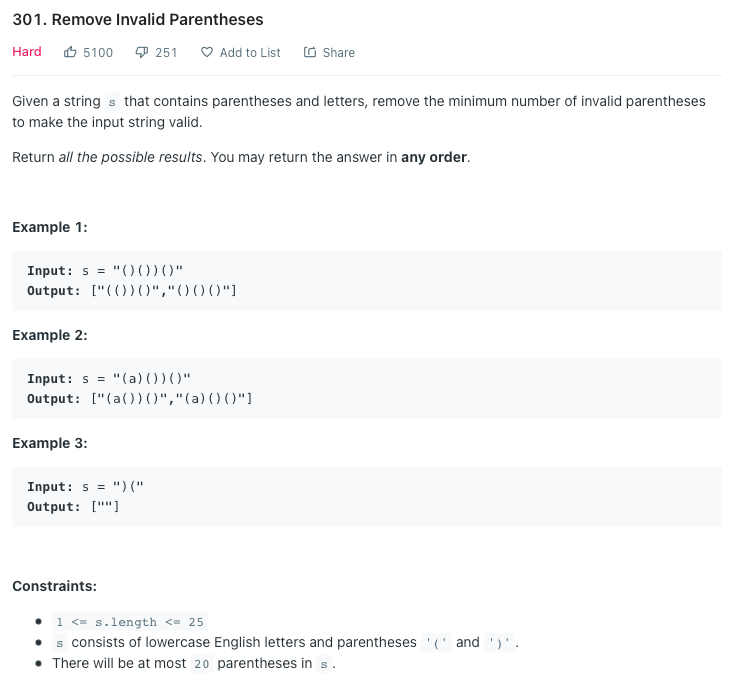 301. Remove Invalid Parentheses
Hard 5100 251 Add to List Share
Given a string s that contains parentheses and letters, remove the minimum number of invalid parentheses
to make the input string valid.
Return all the possible results. You may return the answer in any order.
Example 1:
Input: s = "()())()"
Output: ["(())()","()()()"]
Example 2:
Input: s = "(a)())()"
Output: ["(a())()","(a)()()"]
Example 3:
Input: s = ")("
Output: [""]
Constraints:
1 <= s.length <= 25
s consists of lowercase English letters and parentheses '(' and ')'.
There will be at most 20 parentheses in s.